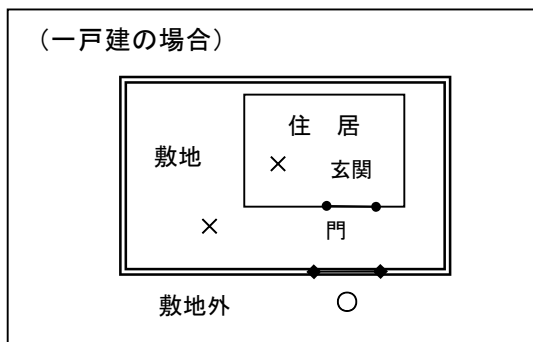 （一戸建の場合）
住 居
敷地
× 玄関
×
門
敷地外
○